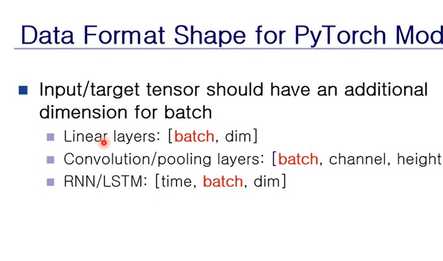 Data Format Shape for PyTorch Mod
Input/target tensor should have an additional
dimension for batch
Linear layers: [batch, dim]
Convolution/pooling layers: [batch, channel, height
RNN/LSTM: [time, batch, dim]